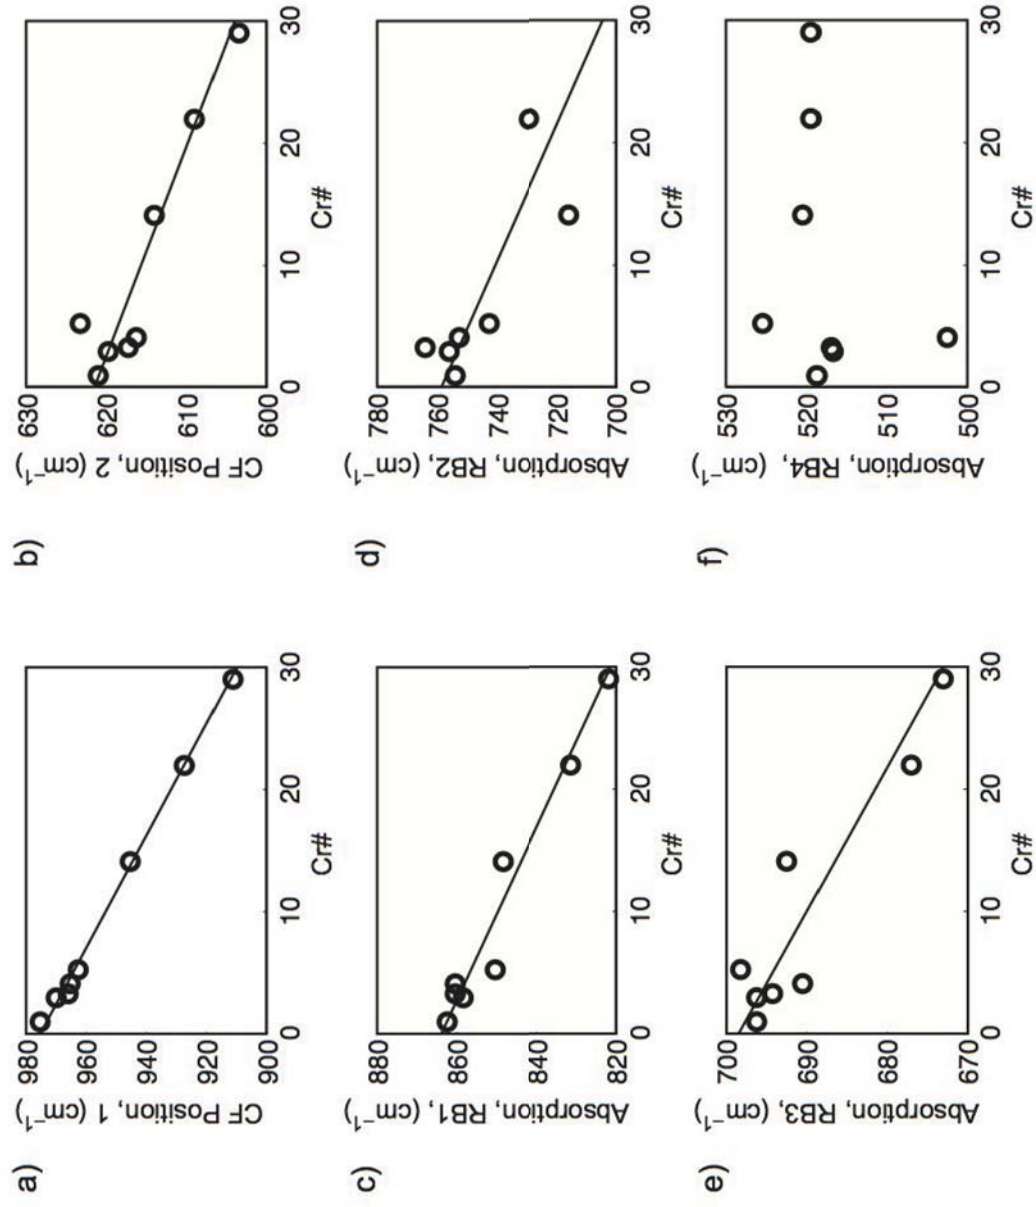 a)
CF Position, 1 (cm⁻¹)
980
960
940
920
900
0 10 20 30
Cr#
b)
CF Position, 2 (cm⁻¹)
630
620
610
600
0 10 20 30
Cr#
c)
Absorption, RB1, (cm⁻¹)
880
860
840
820
0 10 20 30
Cr#
d)
Absorption, RB2, (cm⁻¹)
780
760
740
720
700
0 10 20 30
Cr#
e)
Absorption, RB3, (cm⁻¹)
700
690
680
670
0 10 20 30
Cr#
f)
Absorption, RB4, (cm⁻¹)
530
520
510
500
0 10 20 30
Cr#